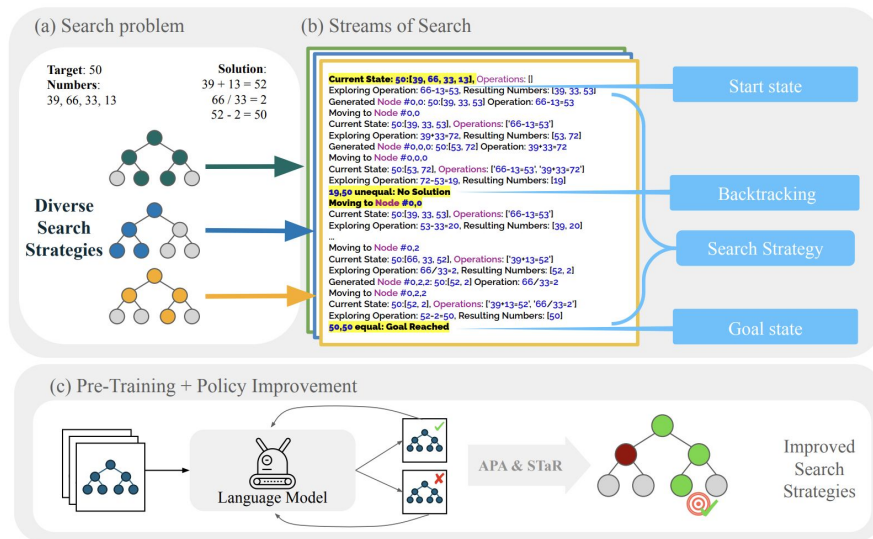 (a) Search problem
Target: 50
Numbers:
39, 66, 33, 13
Solution:
39 + 13 = 52
66 / 33 = 2
52 - 2 = 50
Diverse
Search
Strategies
(b) Streams of Search
Current State: 50:[39, 66, 33, 13], Operations: []
Exploring Operation: 66-13=53, Resulting Numbers: [39, 33, 53]
Generated Node #0,0: 50:[39, 33, 53] Operation: 66-13=53
Moving to Node #0,0
Current State: 50:[39, 33, 53], Operations: ['66-13=53']
Exploring Operation: 39+33=72, Resulting Numbers: [53, 72]
Generated Node #0,0,0: 50:[53, 72] Operation: 39+33=72
Moving to Node #0,0,0
Current State: 50:[53, 72], Operations: ['66-13=53', '39+33=72']
Exploring Operation: 72-53=19, Resulting Numbers: [19]
19,50 unequal: No Solution
Moving to Node #0,0
Current State: 50:[39, 33, 53], Operations: ['66-13=53']
Exploring Operation: 53-33=20, Resulting Numbers: [39, 20]
...
Moving to Node #0,2
Current State: 50:[66, 33, 52], Operations: ['39+13=52']
Exploring Operation: 66/33=2, Resulting Numbers: [52, 2]
Generated Node #0,2,2: 50:[52, 2] Operation: 66/33=2
Moving to Node #0,2,2
Current State: 50:[52, 2], Operations: ['39+13=52', '66/33=2']
Exploring Operation: 52-2=50, Resulting Numbers: [50]
50,50 equal: Goal Reached
Start state
Backtracking
Search Strategy
Goal state
(c) Pre-Training + Policy Improvement
Language Model
APA & STaR
Improved
Search
Strategies